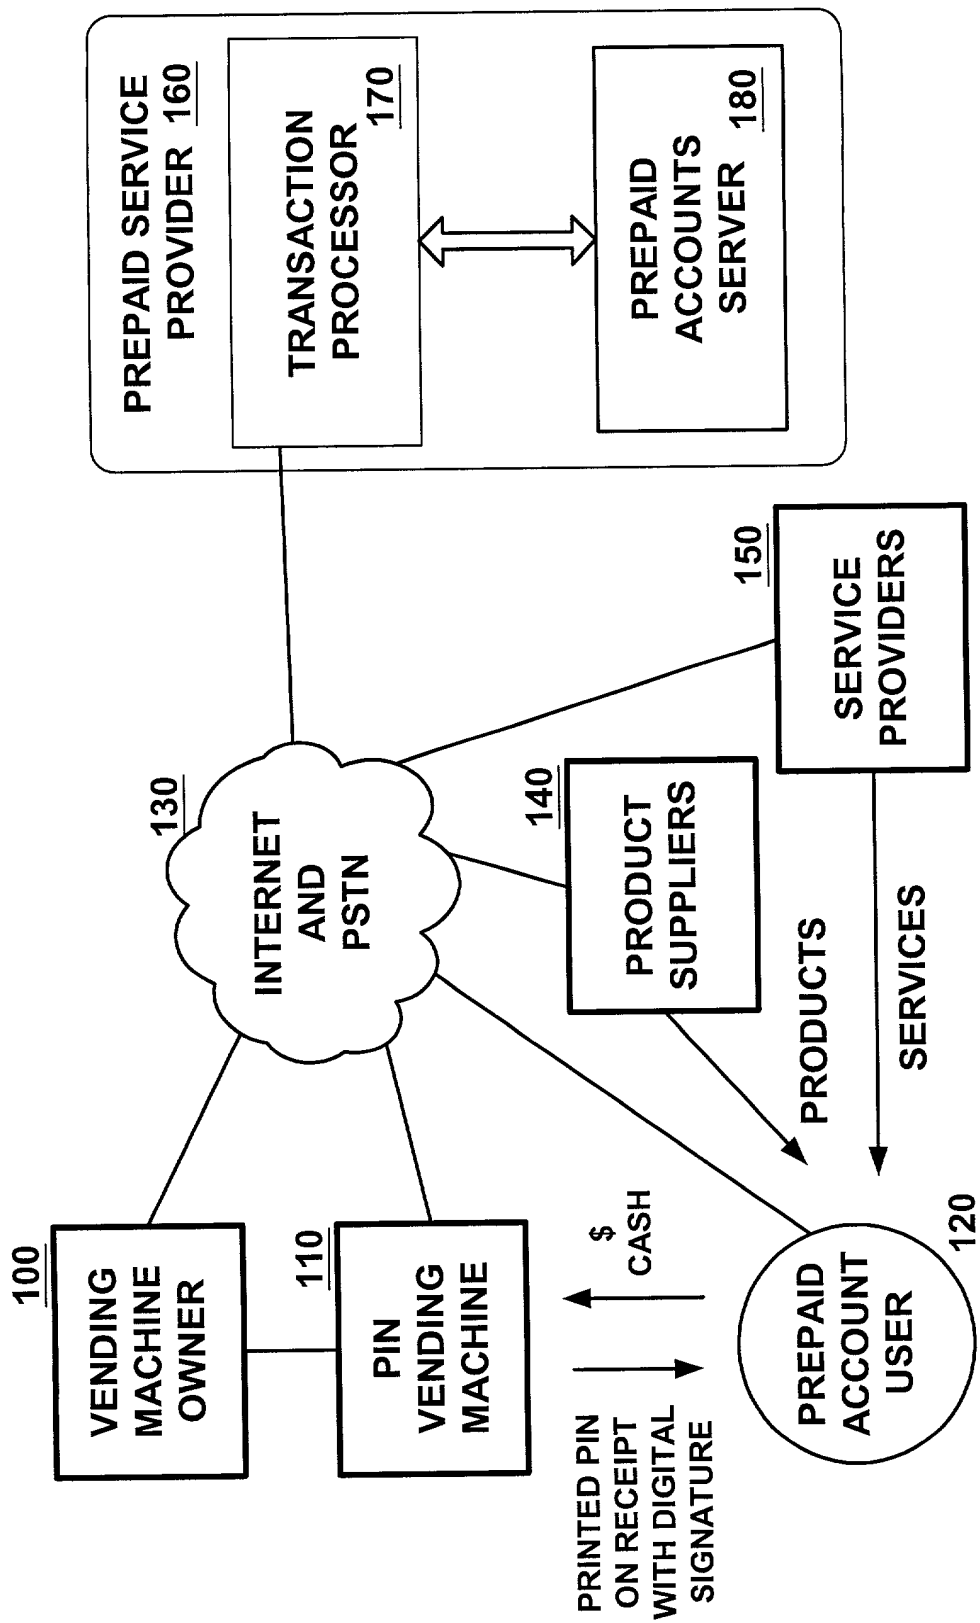 PREPAID SERVICE
PROVIDER 160
TRANSACTION
PROCESSOR
170
PREPAID
ACCOUNTS
SERVER
180
130
INTERNET
AND
PSTN
100
VENDING
MACHINE
OWNER
110
PIN
VENDING
MACHINE
140
PRODUCT
SUPPLIERS
150
SERVICE
PROVIDERS
PRODUCTS
SERVICES
$
CASH
PRINTED PIN
ON RECEIPT
WITH DIGITAL
SIGNATURE
PREPAID
ACCOUNT
USER
120